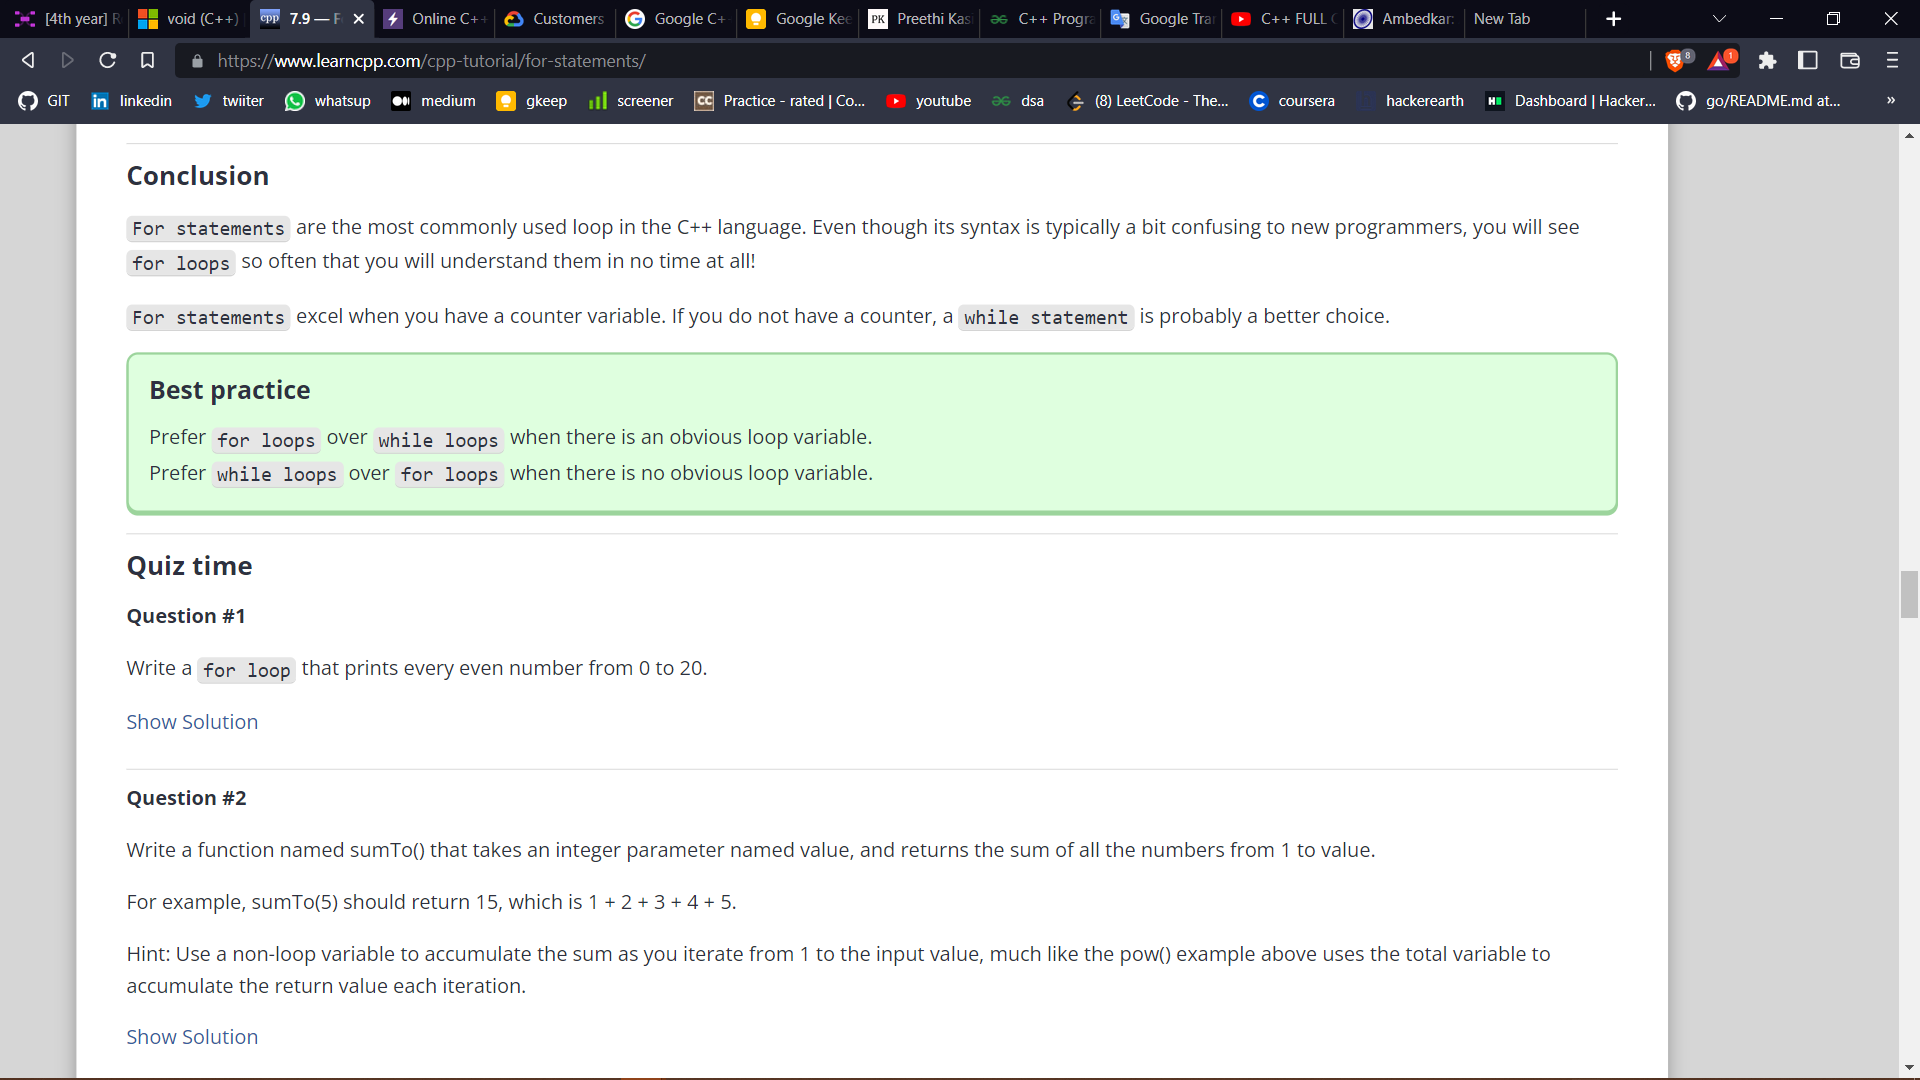 [4th year] R
void (C++)
cpp 7.9 — F
Online C++
Customers
Google C+
Google Kee
PK Preethi Kas
C++ Progra
Google Tra
C++ FULL C
Ambedkar:
New Tab
https://www.learncpp.com/cpp-tutorial/for-statements/
8
1
GIT
linkedin
twiiter
whatsup
medium
gkeep
screener
CC Practice - rated | Co...
youtube
dsa
(8) LeetCode - The...
coursera
hackerearth
Dashboard | Hacker...
go/README.md at...
»
Conclusion
For statements are the most commonly used loop in the C++ language. Even though its syntax is typically a bit confusing to new programmers, you will see
for loops so often that you will understand them in no time at all!
For statements excel when you have a counter variable. If you do not have a counter, a while statement is probably a better choice.
Best practice
Prefer for loops over while loops when there is an obvious loop variable.
Prefer while loops over for loops when there is no obvious loop variable.
Quiz time
Question #1
Write a for loop that prints every even number from 0 to 20.
Show Solution
Question #2
Write a function named sumTo() that takes an integer parameter named value, and returns the sum of all the numbers from 1 to value.
For example, sumTo(5) should return 15, which is 1 + 2 + 3 + 4 + 5.
Hint: Use a non-loop variable to accumulate the sum as you iterate from 1 to the input value, much like the pow() example above uses the total variable to
accumulate the return value each iteration.
Show Solution